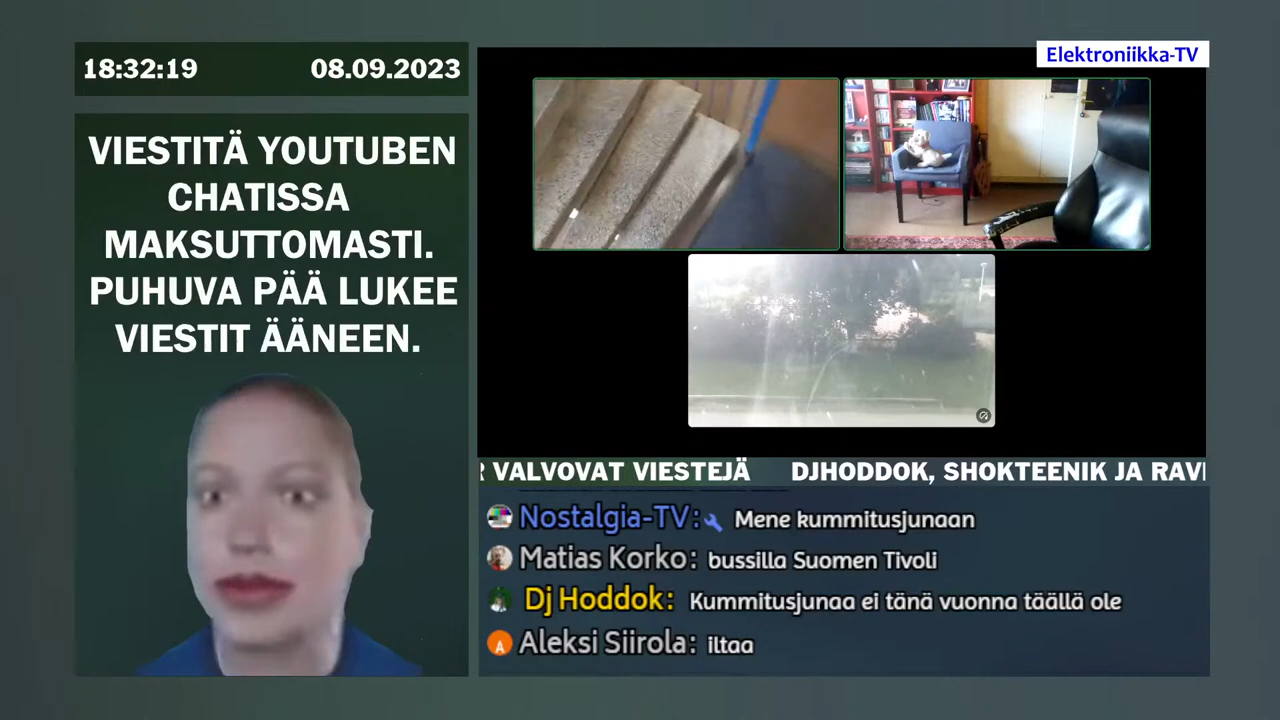 18:32:19 08.09.2023
Elektroniikka-TV
VIESTITÄ YOUTUBEN
CHATISSA
MAKSUTTOMASTI.
PUHUVA PÄÄ LUKEE
VIESTIT ÄÄNEEN.
R VALVOVAT VIESTEJÄ DJHODDOK, SHOKTEENIK JA RAVI
Nostalgia-TV: Mene kummitusjunaan
Matias Korko: bussilla Suomen Tivoli
Dj Hoddok: Kummitusjunaa ei tänä vuonna täällä ole
A Aleksi Siirola: iltaa